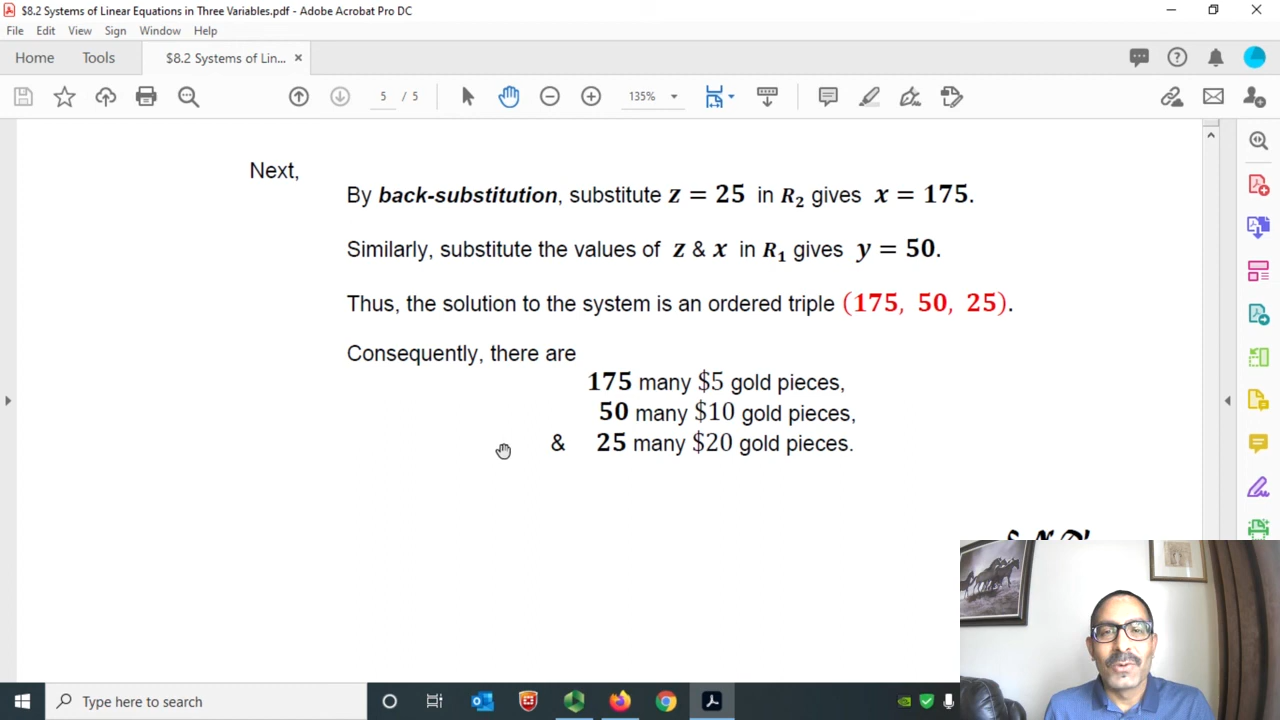 $8.2 Systems of Linear Equations in Three Variables.pdf - Adobe Acrobat Pro DC
File Edit View Sign Window Help
Home Tools $8.2 Systems of Lin... ×
5 / 5 135%
Next,
By back-substitution, substitute z = 25 in R₂ gives x = 175.
Similarly, substitute the values of z & x in R₁ gives y = 50.
Thus, the solution to the system is an ordered triple (175, 50, 25).
Consequently, there are
175 many $5 gold pieces,
50 many $10 gold pieces,
& 25 many $20 gold pieces.
Type here to search